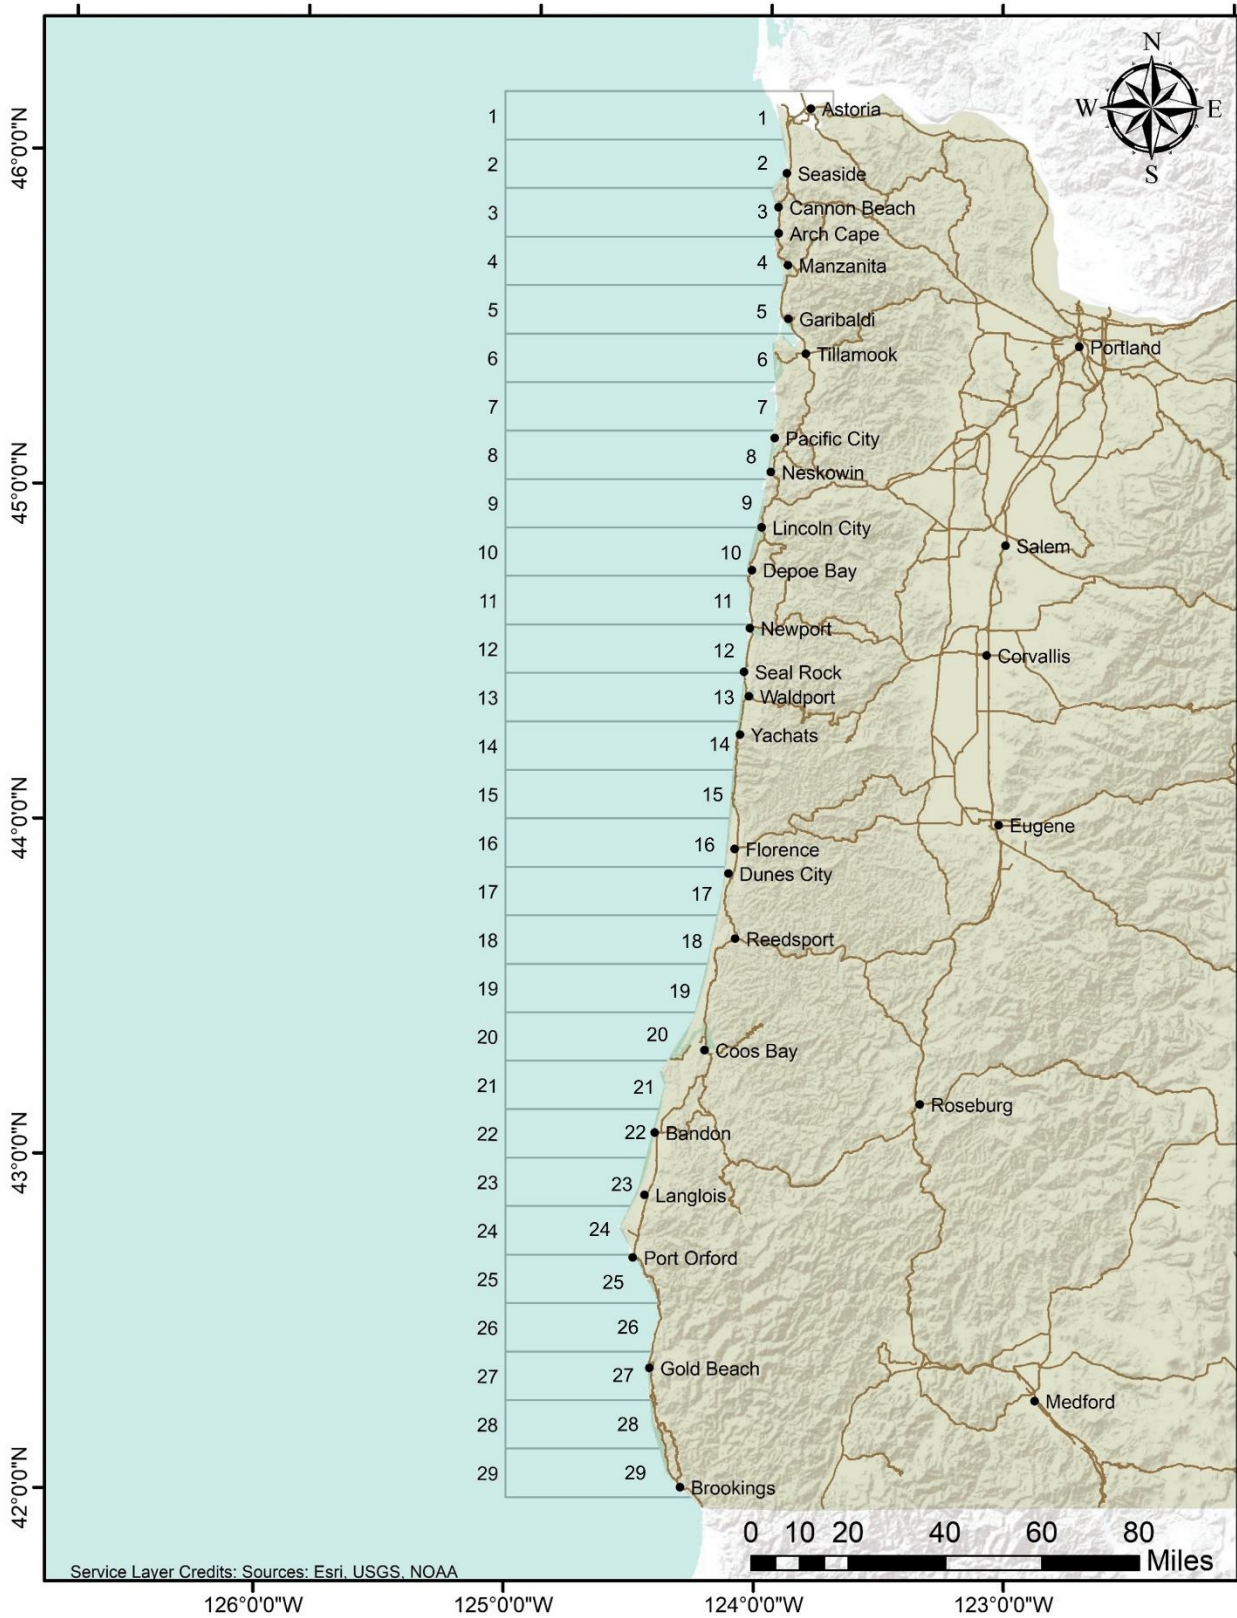 N
W E
S
46°0'0"N
45°0'0"N
44°0'0"N
43°0'0"N
42°0'0"N
1 1 Astoria
2 2 Seaside
3 3 Cannon Beach
Arch Cape
4 4 Manzanita
5 5 Garibaldi
Portland
6 6 Tillamook
7 7
Pacific City
8 8
Neskowin
9 9
Lincoln City
Salem
10 10
Depoe Bay
11 11
Newport
12 12 Corvallis
Seal Rock
13 13 Waldport
Yachats
14 14
15 15
Eugene
16 16 Florence
Dunes City
17 17
18 18 Reedsport
19 19
20 20
Coos Bay
21 21
Roseburg
22 22 Bandon
23 23
Langlois
24 24
Port Orford
25 25
26 26
Gold Beach
27 27
Medford
28 28
29 29
Brookings
0 10 20 40 60 80
Miles
Service Layer Credits: Sources: Esri, USGS, NOAA
126°0'0"W 125°0'0"W 124°0'0"W 123°0'0"W